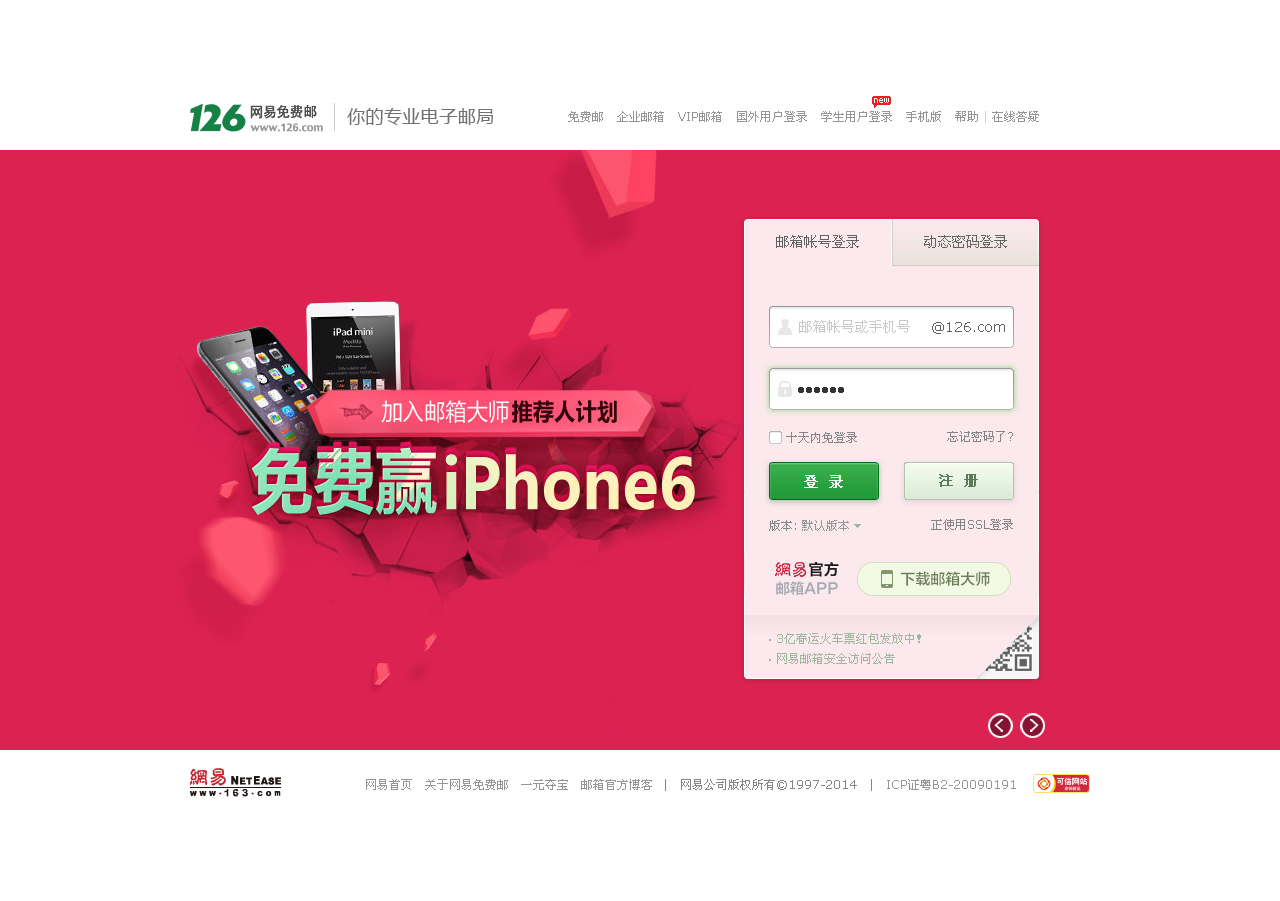 126 网易免费邮 www.126.com 你的专业电子邮局
免费邮 企业邮箱 VIP邮箱 国外用户登录 学生用户登录 new 手机版 帮助 | 在线答疑
邮箱帐号登录 动态密码登录
iPad mini
邮箱帐号或手机号 @126.com
加入邮箱大师推荐人计划
免费赢iPhone6
十天内免登录 忘记密码了?
登 录 注 册
版本: 默认版本 正使用SSL登录
網易官方
邮箱APP
下载邮箱大师
· 3亿春运火车票红包发放中!
· 网易邮箱安全访问公告
網易 NETEASE
www.163.com
网易首页 关于网易免费邮 一元夺宝 邮箱官方博客 | 网易公司版权所有©1997-2014 | ICP证粤B2-20090191 可信网站